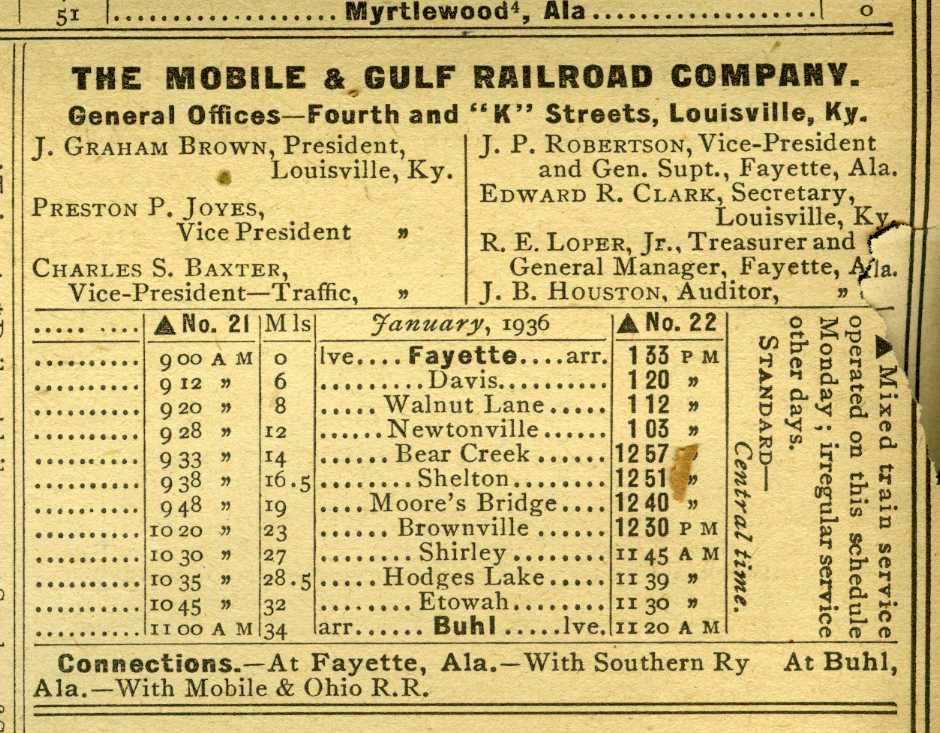 51 .................. Myrtlewood⁴, Ala .................. 0
THE MOBILE & GULF RAILROAD COMPANY.
General Offices—Fourth and "K" Streets, Louisville, Ky.
J. GRAHAM BROWN, President,
Louisville, Ky.
PRESTON P. JOYES,
Vice President „
CHARLES S. BAXTER,
Vice-President—Traffic, „
J. P. ROBERTSON, Vice-President
and Gen. Supt., Fayette, Ala.
EDWARD R. CLARK, Secretary,
Louisville, Ky.
R. E. LOPER, Jr., Treasurer and
General Manager, Fayette, Ala.
J. B. HOUSTON, Auditor, „
..... .... ▲ No. 21 Mls January, 1936 ▲ No. 22
.......... 9 00 A M 0 lve.... Fayette....arr. 1 33 P M
.......... 9 12 „ 6 .........Davis.......... 1 20 „
.......... 9 20 „ 8 ..... Walnut Lane ..... 1 12 „
.......... 9 28 „ 12 ...... Newtonville ...... 1 03 „
.......... 9 33 „ 14 ...... Bear Creek ...... 12 57 „
.......... 9 38 „ 16.5 ........ Shelton ........ 12 51 „
.......... 9 48 „ 19 .... Moore's Bridge.... 12 40 „
.......... 10 20 „ 23 ...... Brownville ...... 12 30 P M
.......... 10 30 „ 27 ........ Shirley ........ 11 45 A M
.......... 10 35 „ 28.5 ..... Hodges Lake ..... 11 39 „
.......... 10 45 „ 32 ........ Etowah ........ 11 30 „
.......... 11 00 A M 34 arr...... Buhl .....lve. 11 20 A M
▲ Mixed train service
operated on this schedule
Monday; irregular service
other days.
STANDARD—
Central time.
Connections.—At Fayette, Ala.—With Southern Ry At Buhl,
Ala.—With Mobile & Ohio R.R.